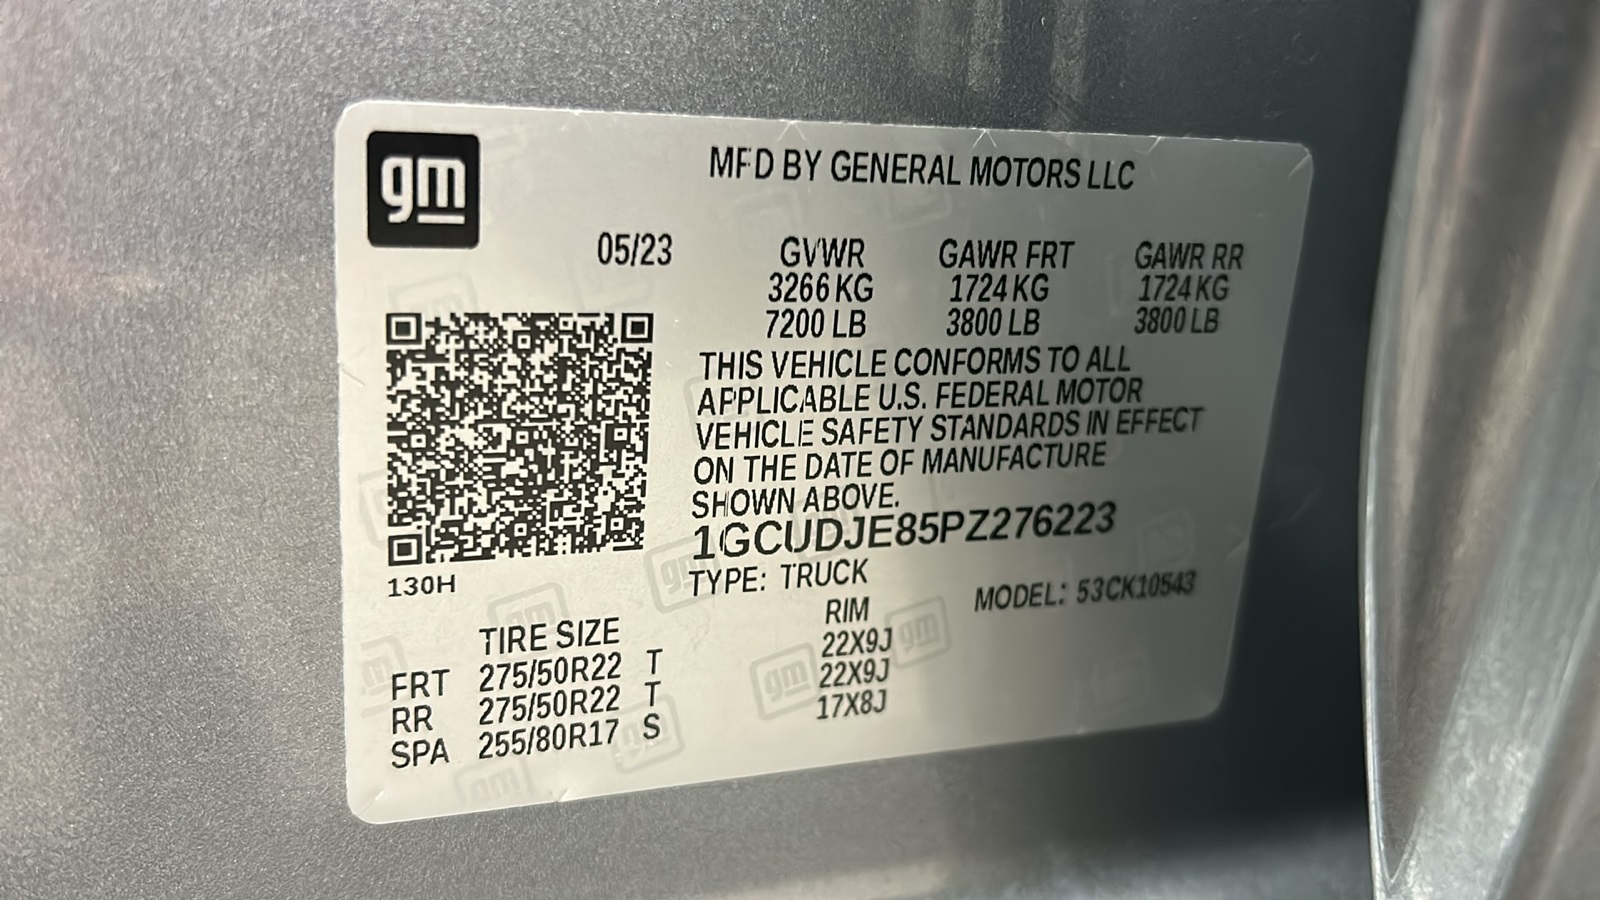 gm
MFD BY GENERAL MOTORS LLC
05/23 GVWR GAWR FRT GAWR RR
3266 KG 1724 KG 1724 KG
7200 LB 3800 LB 3800 LB
THIS VEHICLE CONFORMS TO ALL
APPLICABLE U.S. FEDERAL MOTOR
VEHICLE SAFETY STANDARDS IN EFFECT
ON THE DATE OF MANUFACTURE
SHOWN ABOVE.
1GCUDJE85PZ276223
130H
TYPE: TRUCK MODEL: 53CK10543
TIRE SIZE RIM
FRT 275/50R22 T 22X9J
RR 275/50R22 T 22X9J
SPA 255/80R17 S 17X8J